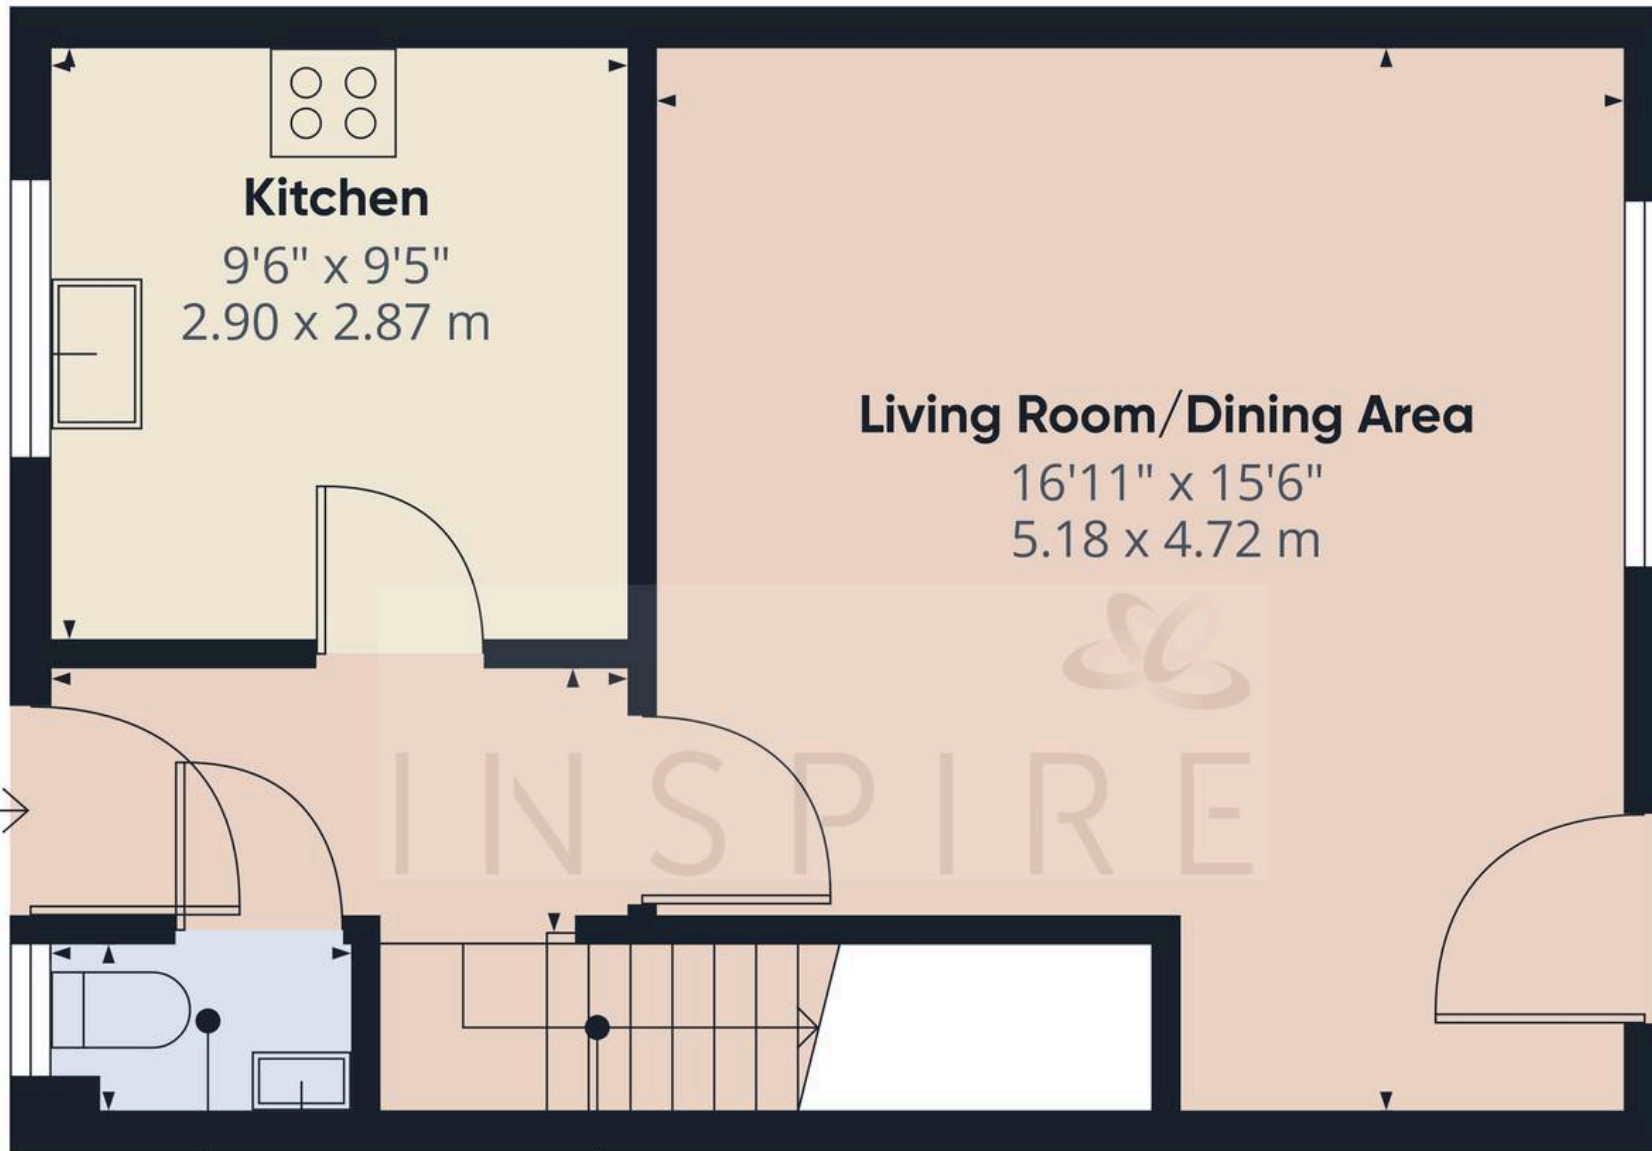 Kitchen
9'6" x 9'5"
2.90 x 2.87 m
Living Room/Dining Area
16'11" x 15'6"
5.18 x 4.72 m
INSPIRE